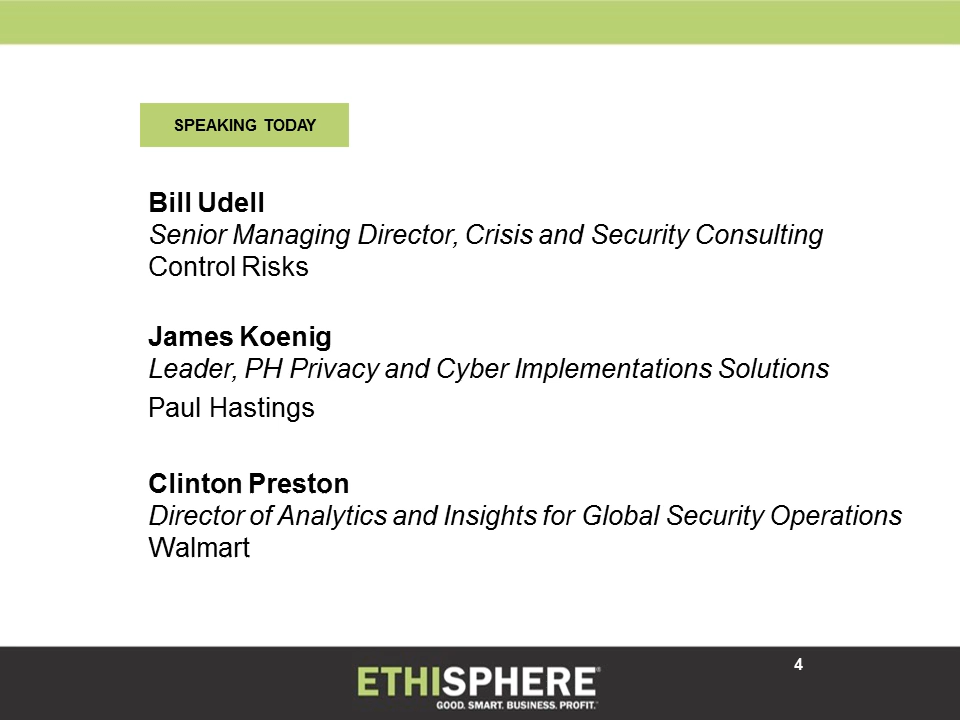 SPEAKING TODAY
Bill Udell
Senior Managing Director, Crisis and Security Consulting
Control Risks
James Koenig
Leader, PH Privacy and Cyber Implementations Solutions
Paul Hastings
Clinton Preston
Director of Analytics and Insights for Global Security Operations
Walmart
4
ETHISPHERE®
GOOD. SMART. BUSINESS. PROFIT.™